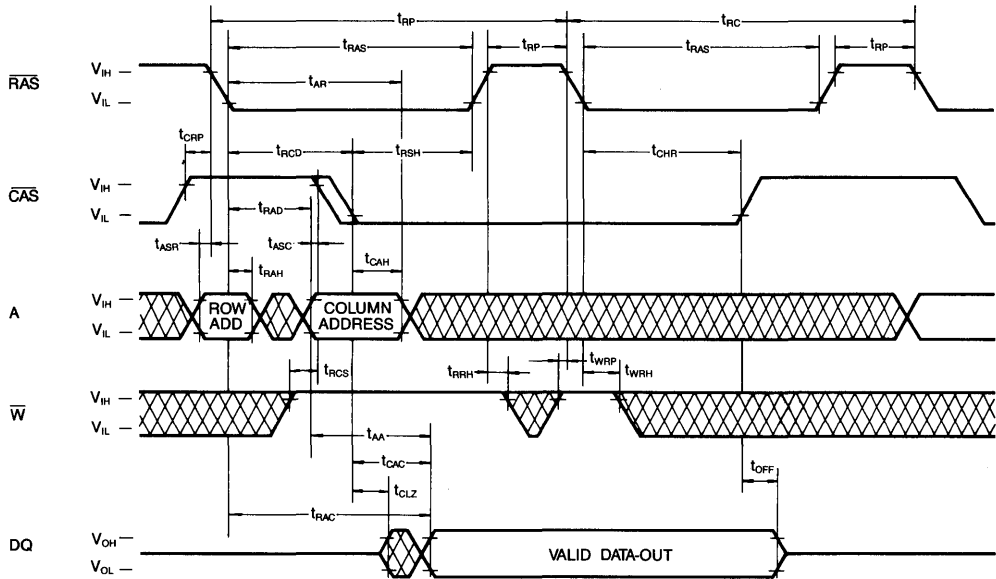 tRP
tRC
tRAS
tRP
tRAS
tRP
tAR
RAS
VIH
VIL
tCRP
tRCD
tRSH
tCHR
CAS
VIH
VIL
tRAD
tASR
tASC
tRAH
tCAH
A
VIH
VIL
ROW
ADD
COLUMN
ADDRESS
tRCS
tRRH
tWRP
tWRH
W
VIH
VIL
tAA
tCAC
tCLZ
tOFF
tRAC
DQ
VOH
VOL
VALID DATA-OUT